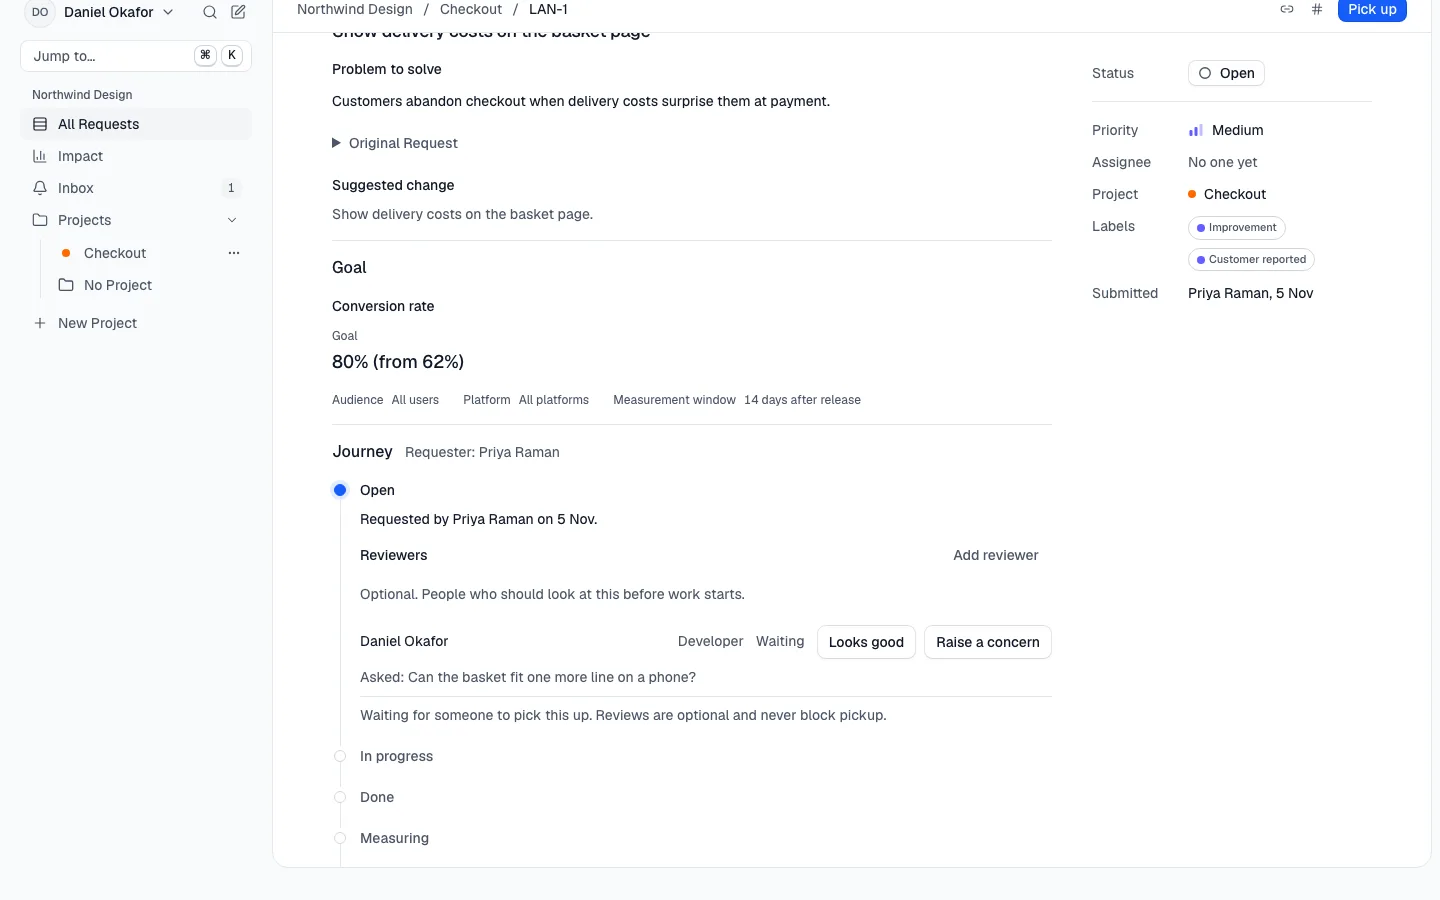 DO Daniel Okafor
Jump to... ⌘ K
Northwind Design
All Requests
Impact
Inbox 1
Projects
Checkout
No Project
New Project
Northwind Design / Checkout / LAN-1
Pick up
Show delivery costs on the basket page
Problem to solve
Customers abandon checkout when delivery costs surprise them at payment.
Original Request
Suggested change
Show delivery costs on the basket page.
Goal
Conversion rate
Goal
80% (from 62%)
Audience All users Platform All platforms Measurement window 14 days after release
Journey Requester: Priya Raman
Open
Requested by Priya Raman on 5 Nov.
Reviewers Add reviewer
Optional. People who should look at this before work starts.
Daniel Okafor Developer Waiting Looks good Raise a concern
Asked: Can the basket fit one more line on a phone?
Waiting for someone to pick this up. Reviews are optional and never block pickup.
In progress
Done
Measuring
Status Open
Priority Medium
Assignee No one yet
Project Checkout
Labels Improvement
Customer reported
Submitted Priya Raman, 5 Nov